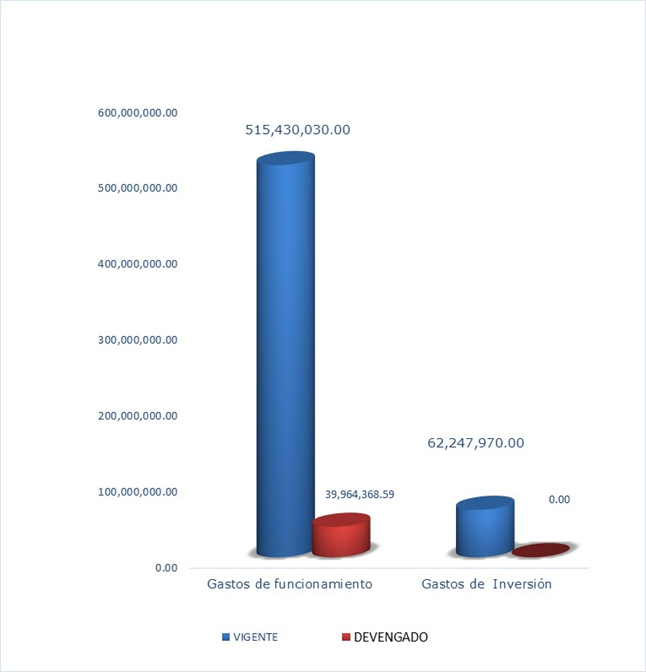 600,000,000.00
515,430,030.00
500,000,000.00
400,000,000.00
300,000,000.00
200,000,000.00
62,247,970.00
100,000,000.00
39,964,368.59
0.00
0.00
Gastos de funcionamiento
Gastos de Inversión
VIGENTE
DEVENGADO